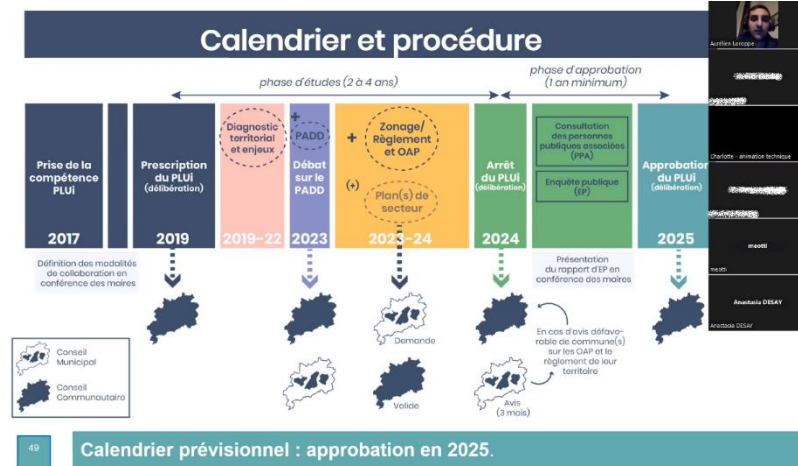 Calendrier et procédure
phase d'études (2 à 4 ans)
phase d'approbation
(1 an minimum)
Prise de la
compétence
PLUi
2017
Prescription
du PLUi
(délibération)
2019
Diagnostic
territorial
et enjeux
2019-22
+
PADD
Débat
sur le
PADD
2023
+
Zonage/
Règlement
et OAP
(+)
Plan(s) de
secteur
2023-24
Arrêt
du PLUi
(délibération)
2024
Consultation
des personnes
publiques associées
(PPA)
Enquête publique
(EP)
Approbation
du PLUi
(délibération)
2025
Définition des modalités
de collaboration en
conférence des maires
Présentation
du rapport d'EP en
conférence des maires
Demande
Valide
Avis
(3 mois)
En cas d'avis défavo-
rable de commune(s)
sur les OAP et le
règlement de leur
territoire
Conseil
Municipal
Conseil
Communautaire
49
Calendrier prévisionnel : approbation en 2025.
Aurélien Laroppe
Charlotte - animation technique
meotti
meotti
Anastasia DESAY
Anastasia DESAY